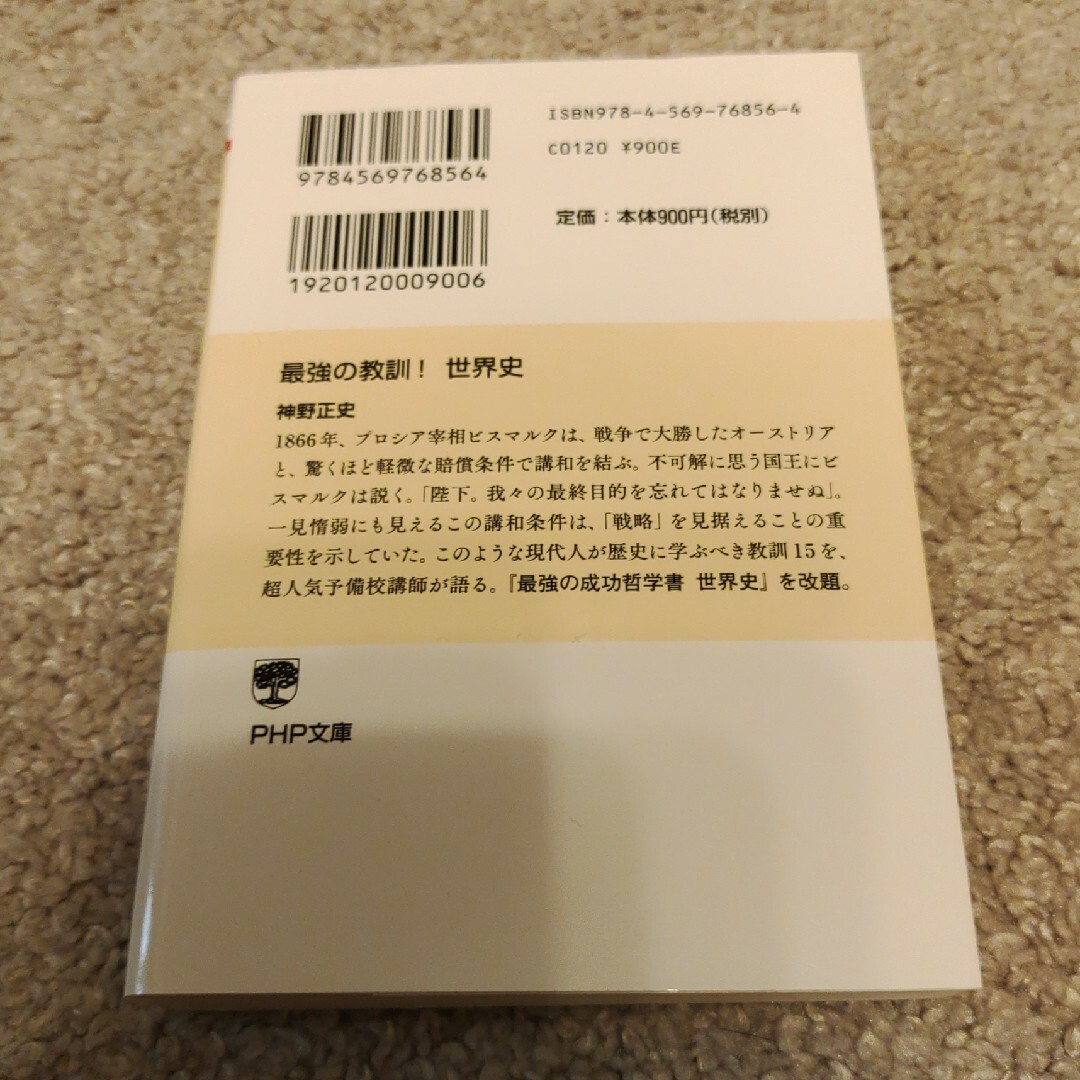 ISBN978-4-569-76856-4
C0120 ¥900E
9784569768564
定価：本体900円（税別）
1920120009006
最強の教訓！ 世界史
神野正史
1866年、プロシア宰相ビスマルクは、戦争で大勝したオーストリア
と、驚くほど軽微な賠償条件で講和を結ぶ。不可解に思う国王にビ
スマルクは説く。「陛下。我々の最終目的を忘れてはなりませぬ」。
一見惰弱にも見えるこの講和条件は、「戦略」を見据えることの重
要性を示していた。このような現代人が歴史に学ぶべき教訓15を、
超人気予備校講師が語る。『最強の成功哲学書 世界史』を改題。
PHP文庫